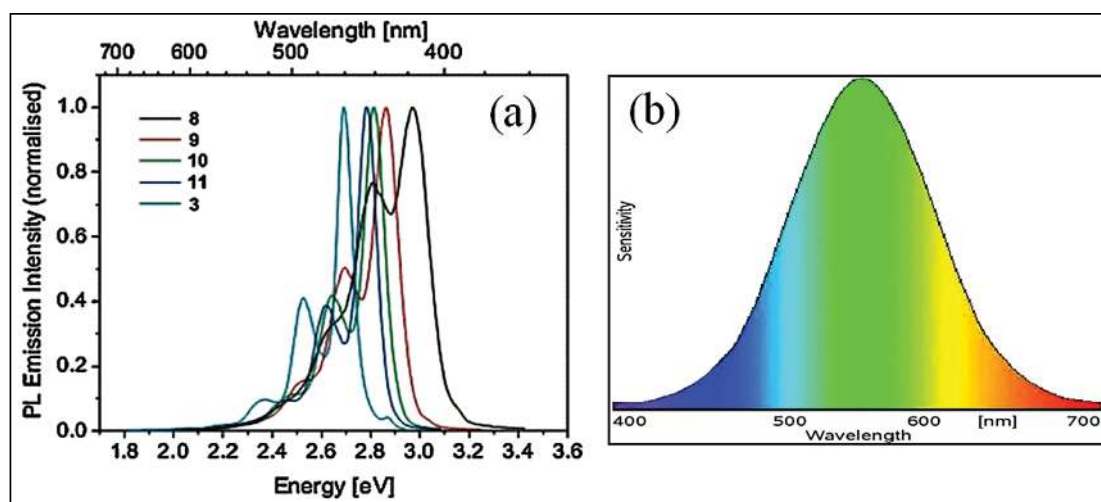 Wavelength [nm]
700 600 500 400
(a)
PL Emission Intensity (normalised)
1.0
0.8
0.6
0.4
0.2
0.0
8
9
10
11
3
1.8 2.0 2.2 2.4 2.6 2.8 3.0 3.2 3.4 3.6
Energy [eV]
(b)
Sensitivity
400 500 600 [nm] 700
Wavelength